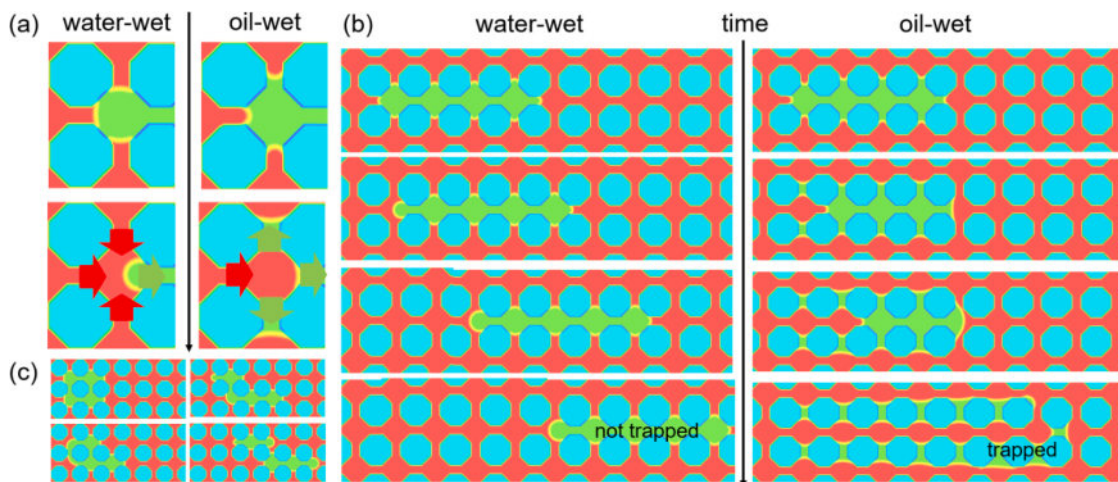 (a) water-wet oil-wet (b) water-wet time oil-wet
(c)
not trapped
trapped